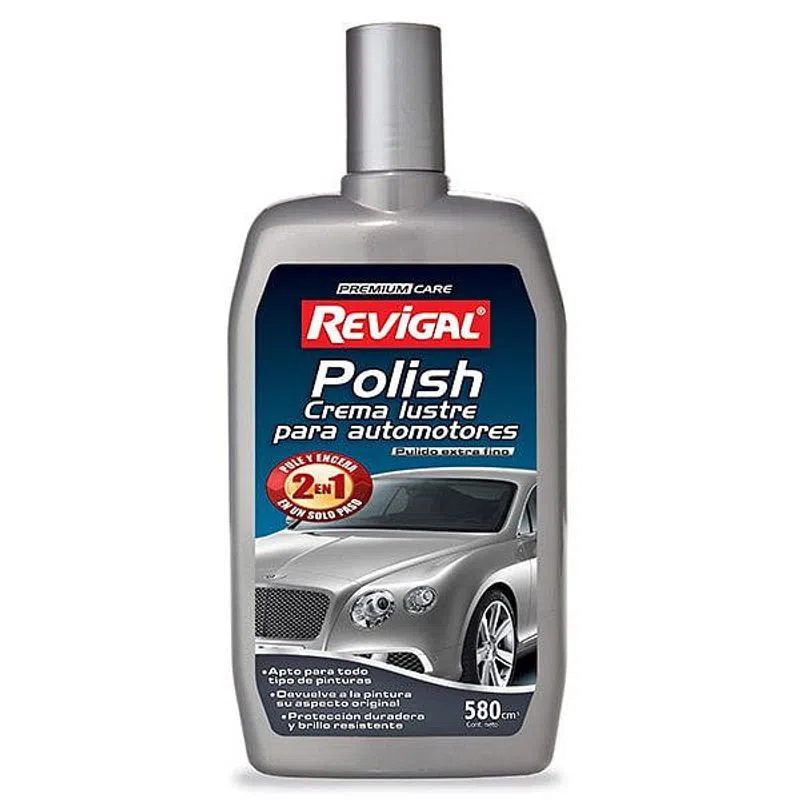 PREMIUM CARE
REVIGAL®
Polish
Crema lustre
para automotores
Pulido extra fino
PULE Y ENCERA
2 EN 1
EN UN SOLO PASO
• Apto para todo
tipo de pinturas
• Devuelve a la pintura
su aspecto original
• Protección duradera
y brillo resistente
580 cm³
Cont. neto